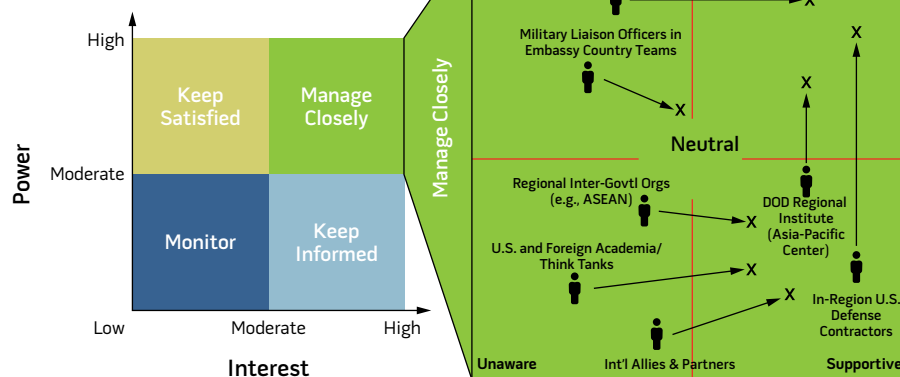 High
Keep
Satisfied
Manage
Closely
Power
Moderate
Monitor
Keep
Informed
Low
Moderate
High
Interest
Manage Closely
X
Military Liaison Officers in
Embassy Country Teams
X
X
X
Neutral
Regional Inter-Govtl Orgs
(e.g., ASEAN)
X
DOD Regional
Institute
(Asia-Pacific
Center)
U.S. and Foreign Academia/
Think Tanks
X
X
In-Region U.S.
Defense
Contractors
Unaware
Int'l Allies & Partners
Supportive